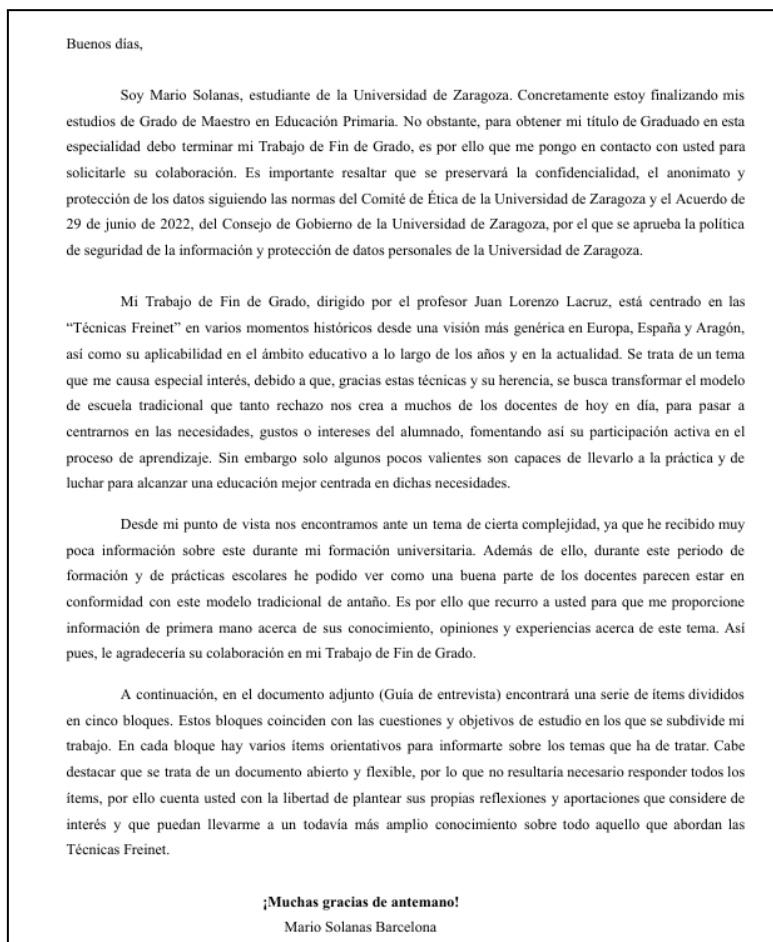 Buenos días,
Soy Mario Solanas, estudiante de la Universidad de Zaragoza. Concretamente estoy finalizando mis
estudios de Grado de Maestro en Educación Primaria. No obstante, para obtener mi título de Graduado en esta
especialidad debo terminar mi Trabajo de Fin de Grado, es por ello que me pongo en contacto con usted para
solicitarle su colaboración. Es importante resaltar que se preservará la confidencialidad, el anonimato y
protección de los datos siguiendo las normas del Comité de Ética de la Universidad de Zaragoza y el Acuerdo de
29 de junio de 2022, del Consejo de Gobierno de la Universidad de Zaragoza, por el que se aprueba la política
de seguridad de la información y protección de datos personales de la Universidad de Zaragoza.
Mi Trabajo de Fin de Grado, dirigido por el profesor Juan Lorenzo Lacruz, está centrado en las
“Técnicas Freinet” en varios momentos históricos desde una visión más genérica en Europa, España y Aragón,
así como su aplicabilidad en el ámbito educativo a lo largo de los años y en la actualidad. Se trata de un tema
que me causa especial interés, debido a que, gracias estas técnicas y su herencia, se busca transformar el modelo
de escuela tradicional que tanto rechazo nos crea a muchos de los docentes de hoy en día, para pasar a
centrarnos en las necesidades, gustos o intereses del alumnado, fomentando así su participación activa en el
proceso de aprendizaje. Sin embargo solo algunos pocos valientes son capaces de llevarlo a la práctica y de
luchar para alcanzar una educación mejor centrada en dichas necesidades.
Desde mi punto de vista nos encontramos ante un tema de cierta complejidad, ya que he recibido muy
poca información sobre este durante mi formación universitaria. Además de ello, durante este periodo de
formación y de prácticas escolares he podido ver como una buena parte de los docentes parecen estar en
conformidad con este modelo tradicional de antaño. Es por ello que recurro a usted para que me proporcione
información de primera mano acerca de sus conocimiento, opiniones y experiencias acerca de este tema. Así
pues, le agradecería su colaboración en mi Trabajo de Fin de Grado.
A continuación, en el documento adjunto (Guía de entrevista) encontrará una serie de ítems divididos
en cinco bloques. Estos bloques coinciden con las cuestiones y objetivos de estudio en los que se subdivide mi
trabajo. En cada bloque hay varios ítems orientativos para informarte sobre los temas que ha de tratar. Cabe
destacar que se trata de un documento abierto y flexible, por lo que no resultaría necesario responder todos los
ítems, por ello cuenta usted con la libertad de plantear sus propias reflexiones y aportaciones que considere de
interés y que puedan llevarme a un todavía más amplio conocimiento sobre todo aquello que abordan las
Técnicas Freinet.
¡Muchas gracias de antemano!
Mario Solanas Barcelona